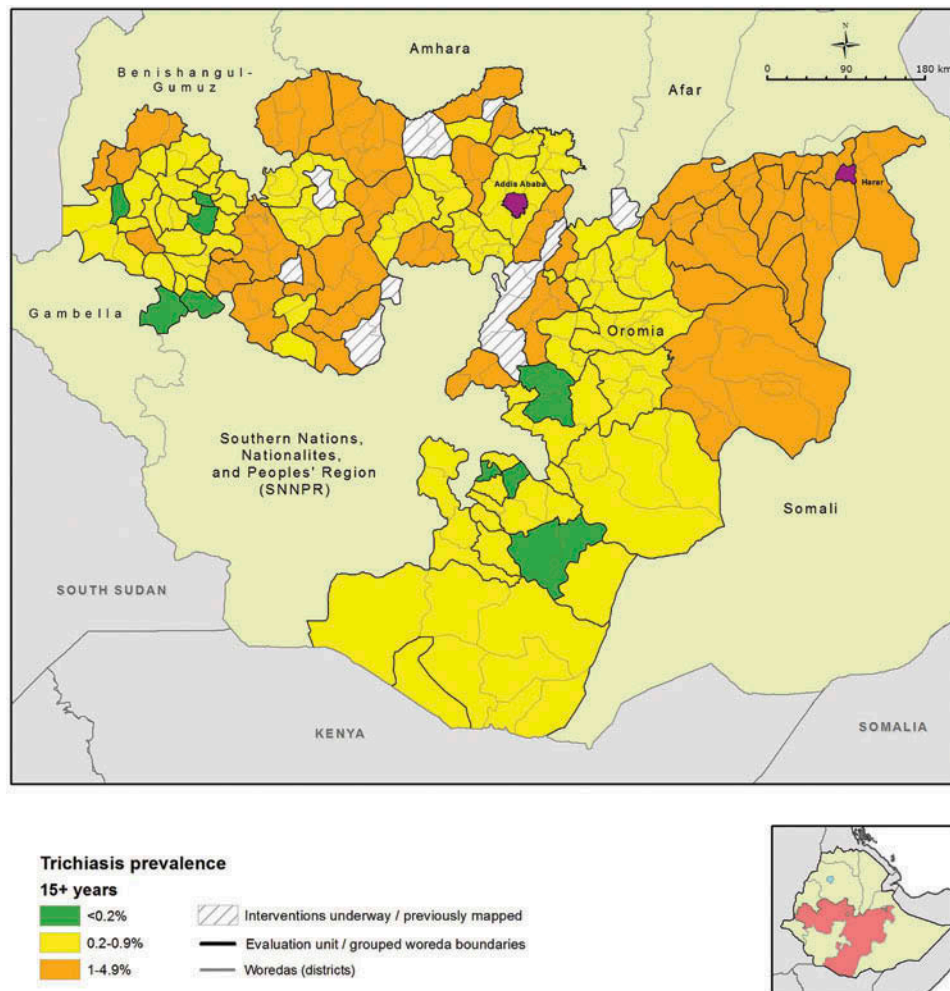 Amhara
N
Benishangul-
Gumuz
0 90 180 km
Afar
Addis Ababa
Harar
Gambella
Oromia
Southern Nations,
Nationalites,
and Peoples' Region
(SNNPR)
Somali
SOUTH SUDAN
KENYA
SOMALIA
Trichiasis prevalence
15+ years
<0.2%
0.2-0.9%
1-4.9%
Interventions underway / previously mapped
Evaluation unit / grouped woreda boundaries
Woredas (districts)